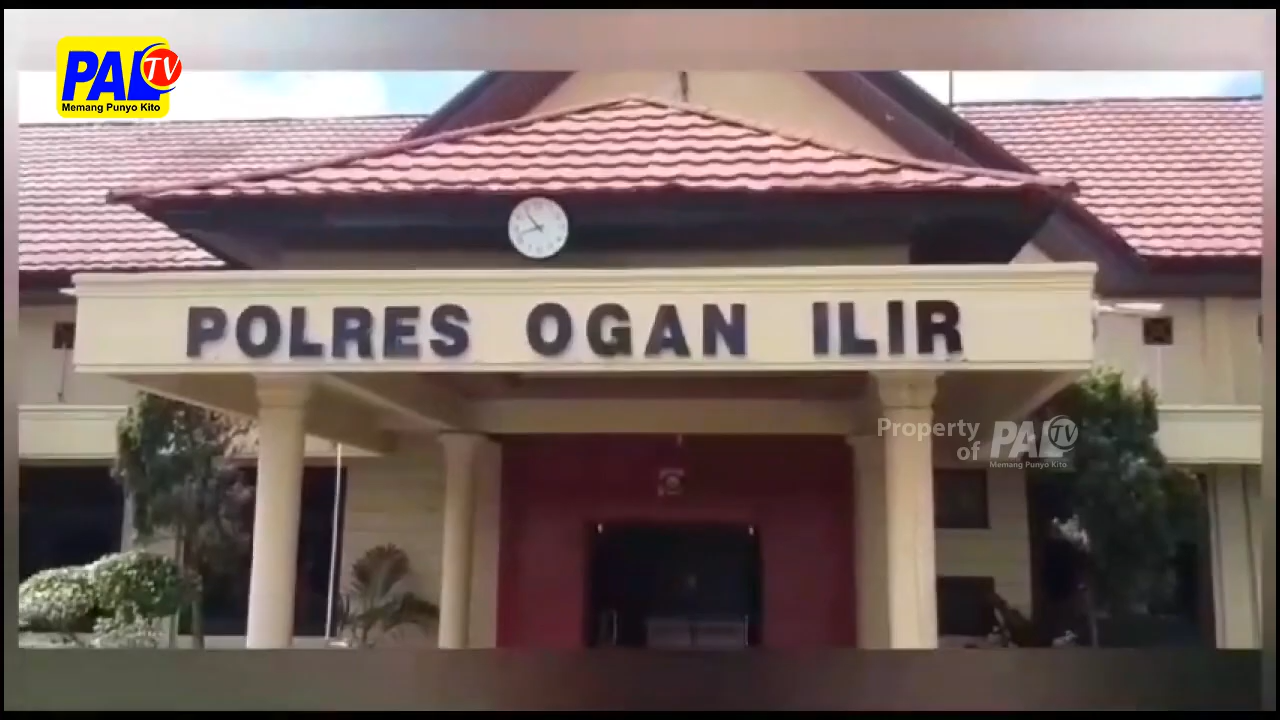 PAL TV
Memang Punyo Kito
POLRES OGAN ILIR
Property of PAL TV
Memang Punyo Kito